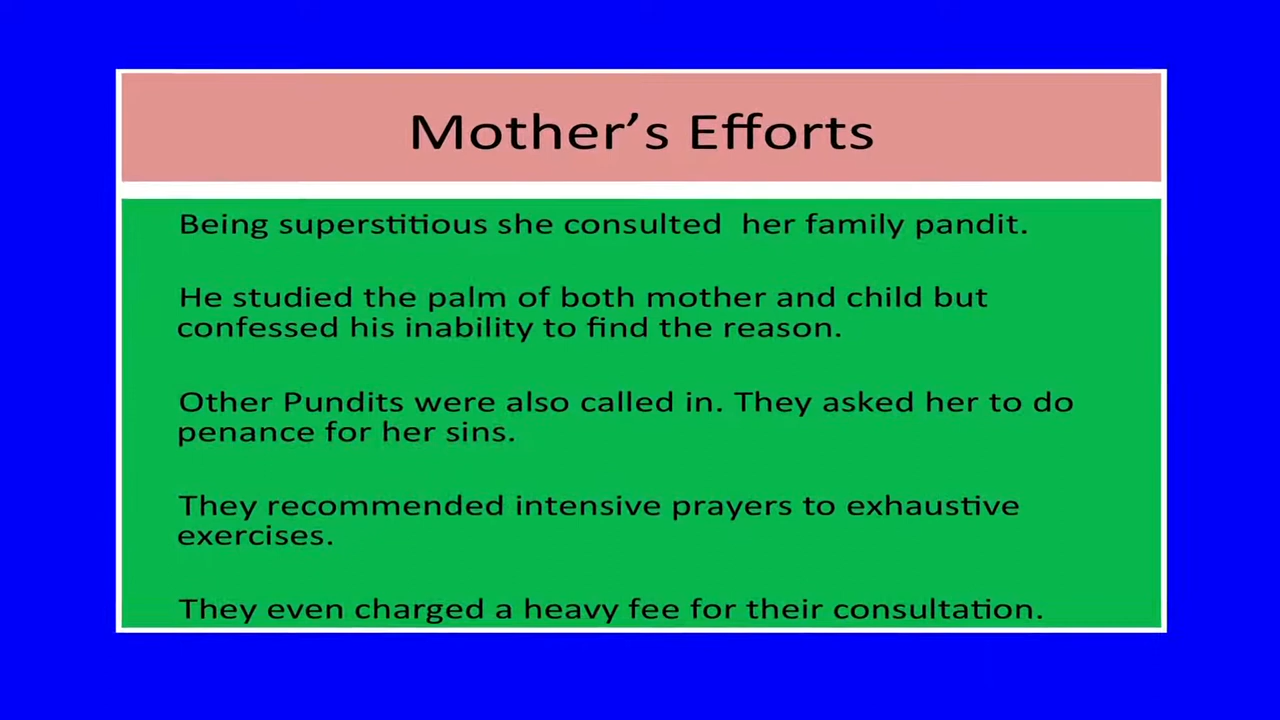 Mother’s Efforts
Being superstitious she consulted  her family pandit.
He studied the palm of both mother and child but
confessed his inability to find the reason.
Other Pundits were also called in. They asked her to do
penance for her sins.
They recommended intensive prayers to exhaustive
exercises.
They even charged a heavy fee for their consultation.